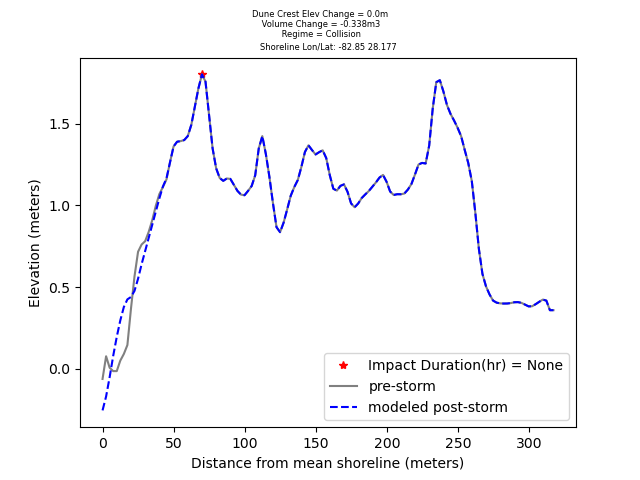 Dune Crest Elev Change = 0.0m
Volume Change = -0.338m3
Regime = Collision
Shoreline Lon/Lat: -82.85 28.177
1.5
1.0
0.5
0.0
Elevation (meters)
Impact Duration(hr) = None
pre-storm
modeled post-storm
0 50 100 150 200 250 300
Distance from mean shoreline (meters)